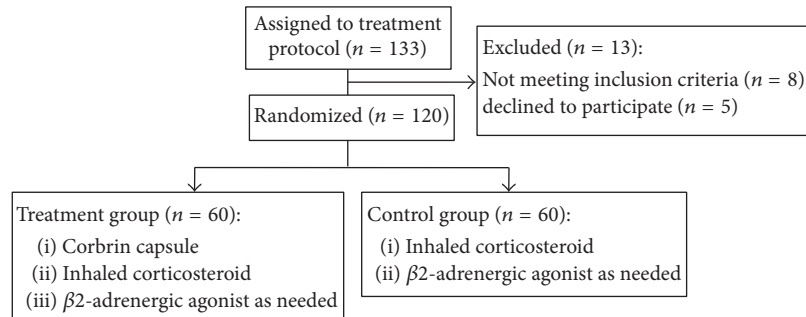 Assigned to treatment
protocol (n = 133)
Excluded (n = 13):
Not meeting inclusion criteria (n = 8)
declined to participate (n = 5)
Randomized (n = 120)
Treatment group (n = 60):
(i) Corbrin capsule
(ii) Inhaled corticosteroid
(iii) β2-adrenergic agonist as needed
Control group (n = 60):
(i) Inhaled corticosteroid
(ii) β2-adrenergic agonist as needed